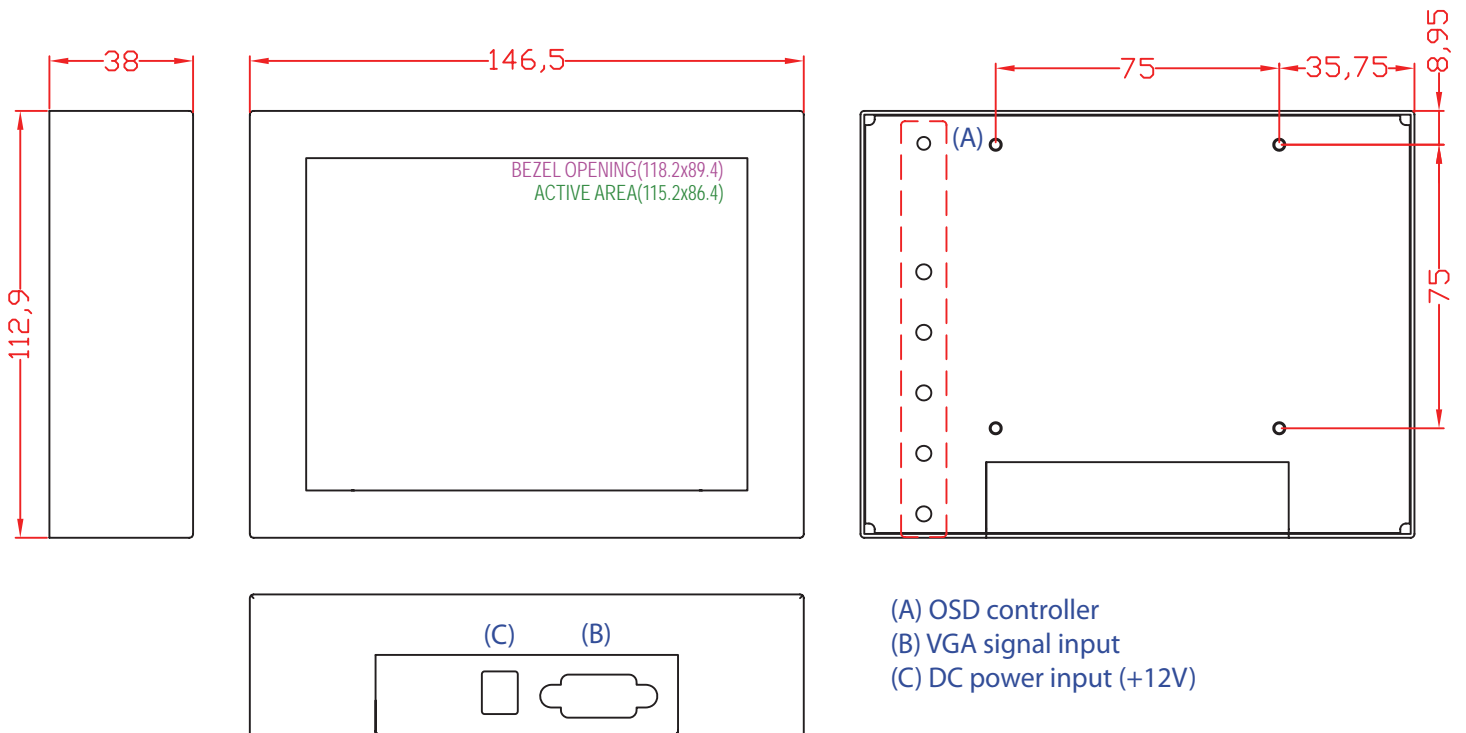 38
146,5
75
35,75
8,95
112,9
BEZEL OPENING(118.2x89.4)
ACTIVE AREA(115.2x86.4)
(A)
75
(C)
(B)
(A) OSD controller
(B) VGA signal input
(C) DC power input (+12V)